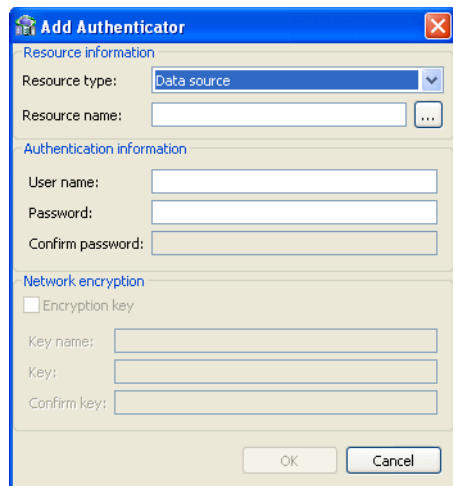 Add Authenticator
Resource information
Resource type: Data source
Resource name: ...
Authentication information
User name:
Password:
Confirm password:
Network encryption
Encryption key
Key name:
Key:
Confirm key:
OK Cancel